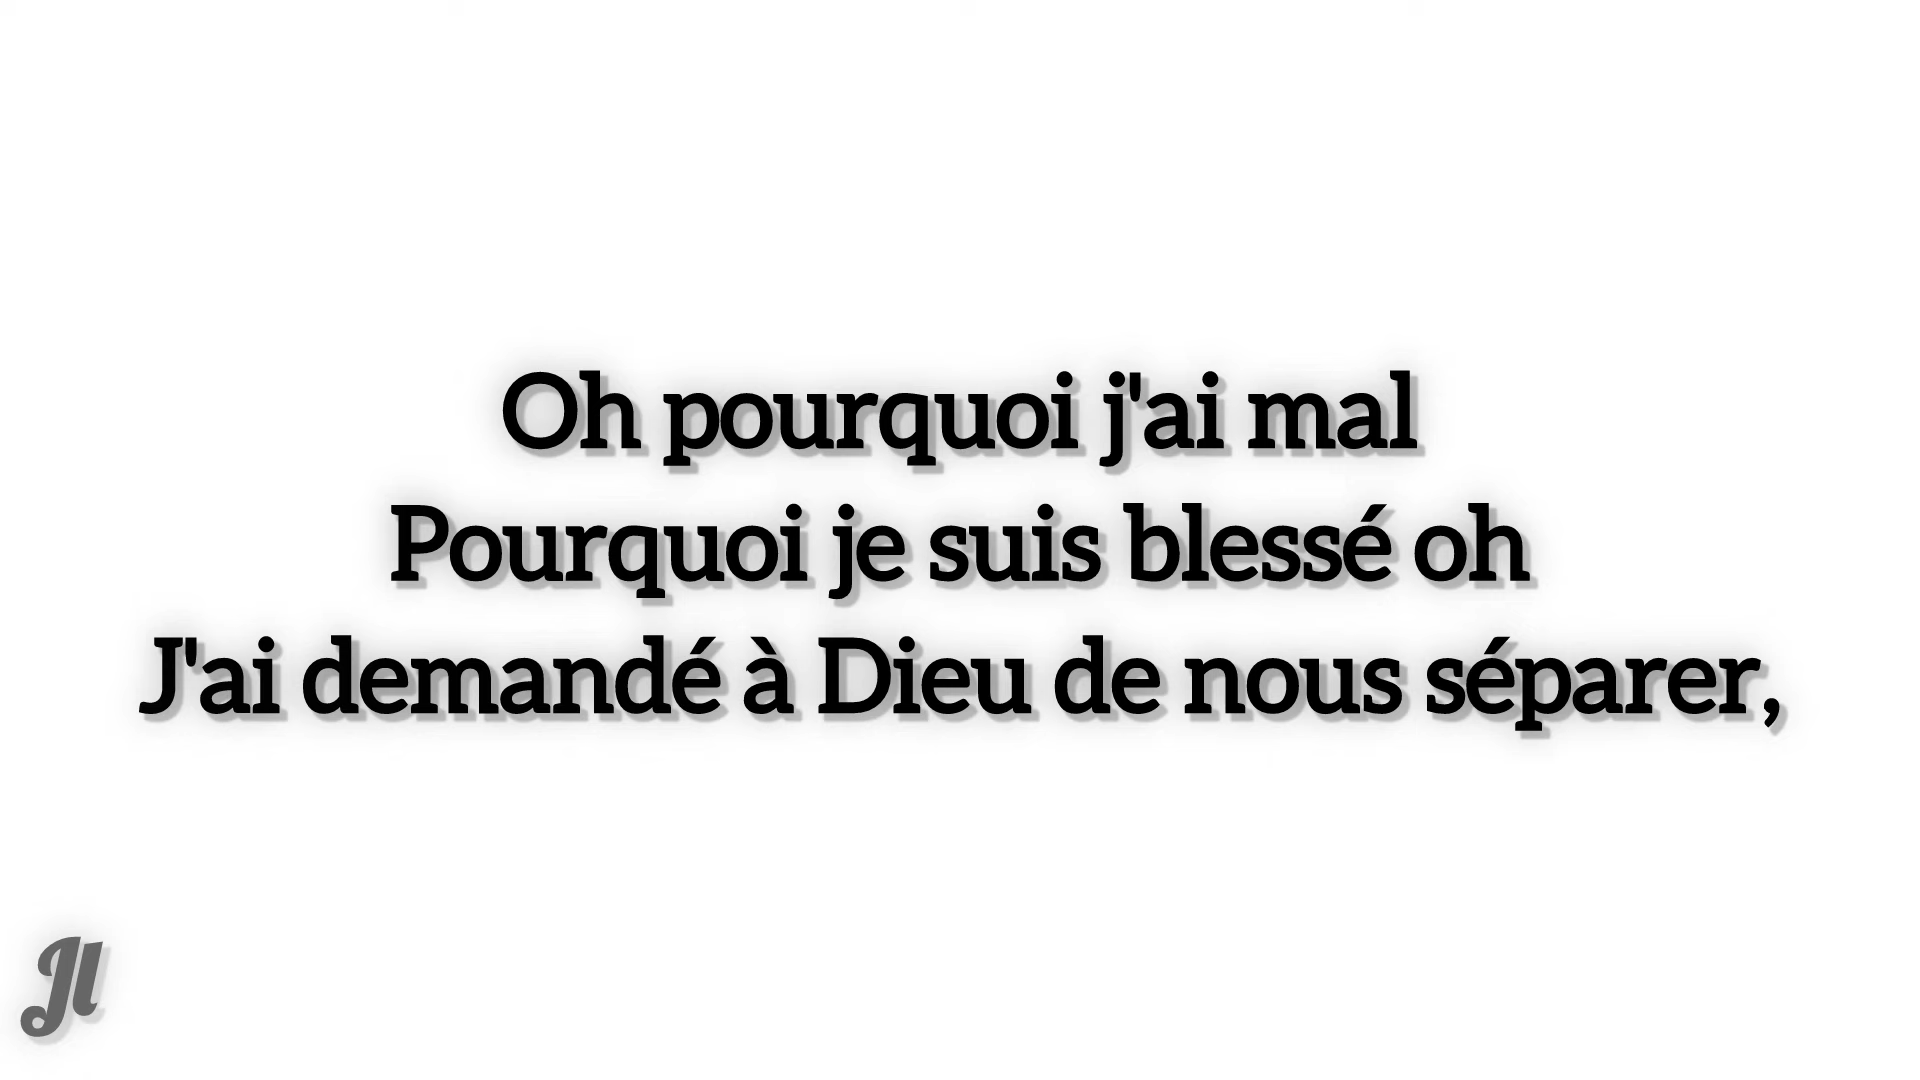 Oh pourquoi j'ai mal
Pourquoi je suis blessé oh
J'ai demandé à Dieu de nous séparer,
Jl